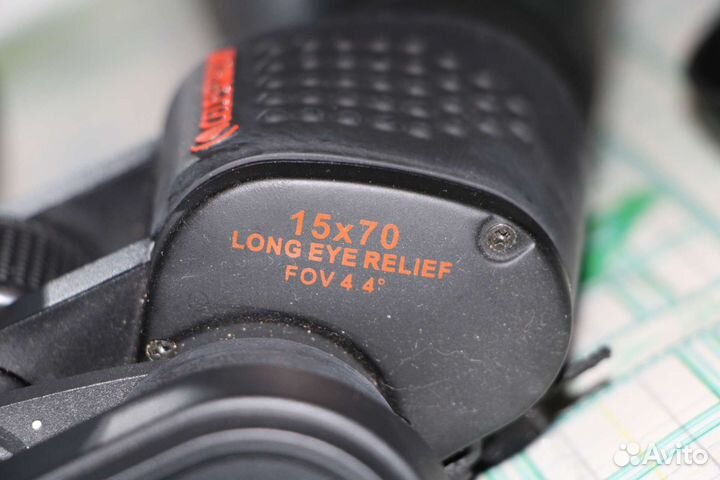 15x70
LONG EYE RELIEF
FOV 4 4°
Avito